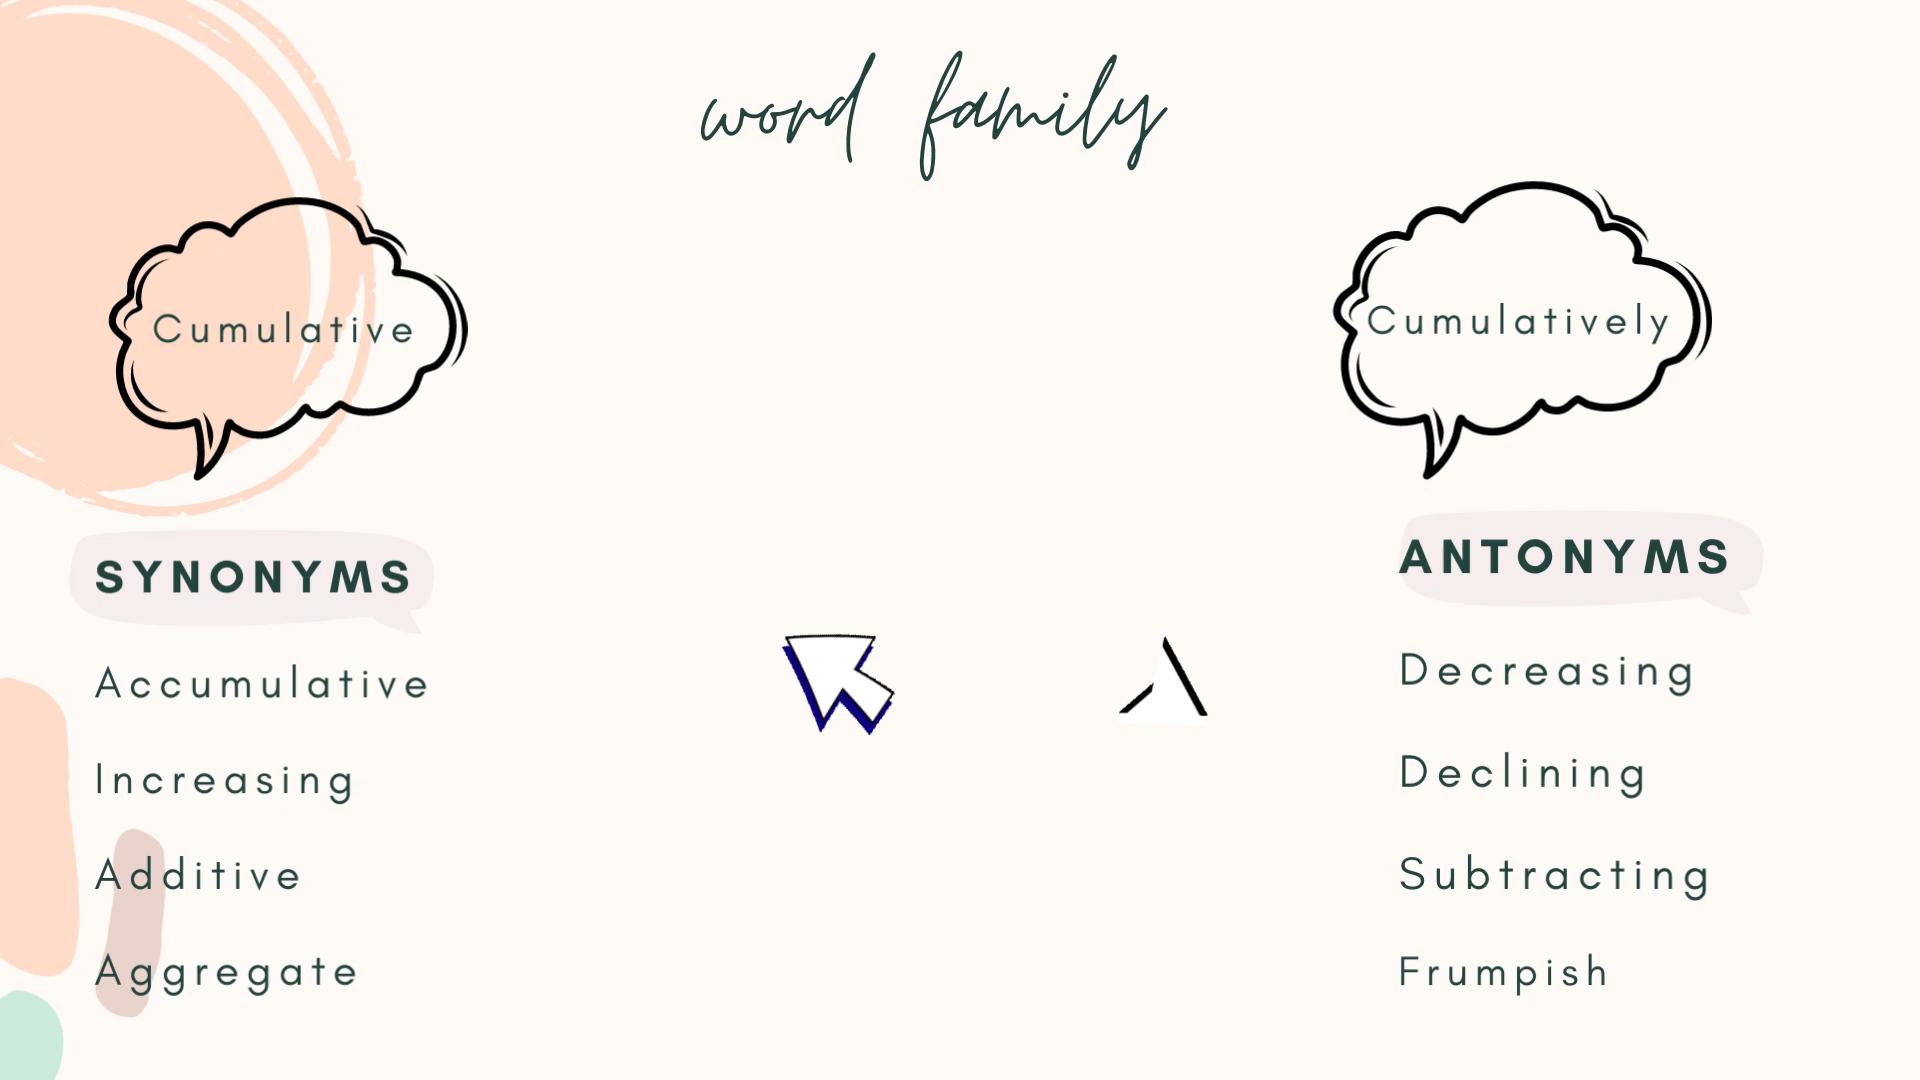 word family
Cumulative
Cumulatively
SYNONYMS
Accumulative
Increasing
Additive
Aggregate
ANTONYMS
Decreasing
Declining
Subtracting
Frumpish